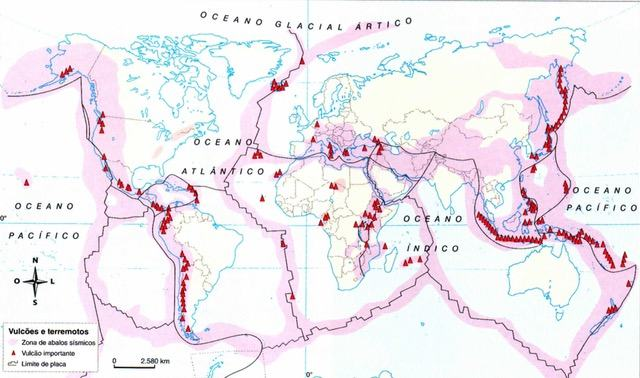 OCEANO GLACIAL ÁRTICO
OCEANO
ATLÂNTICO
OCEANO
PACÍFICO
OCEANO
PACÍFICO
OCEANO
ÍNDICO
0°
N
O
L
S
Vulcões e terremotos
Zona de abalos sísmicos
Vulcão importante
Limite de placa
0
2.580 km
0°